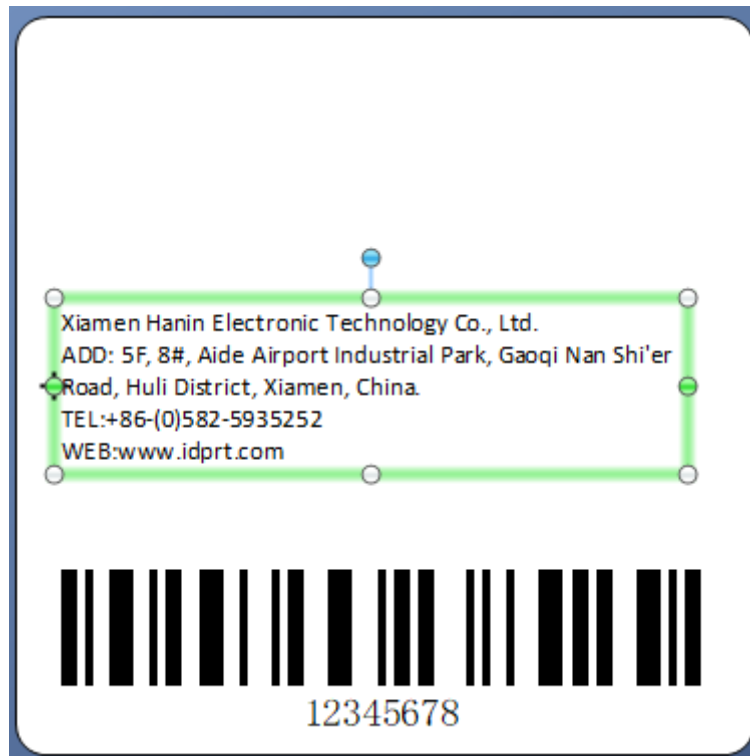 Xiamen Hanin Electronic Technology Co., Ltd.
ADD: 5F, 8#, Aide Airport Industrial Park, Gaoqi Nan Shi'er
Road, Huli District, Xiamen, China.
TEL:+86-(0)582-5935252
WEB:www.idprt.com
12345678